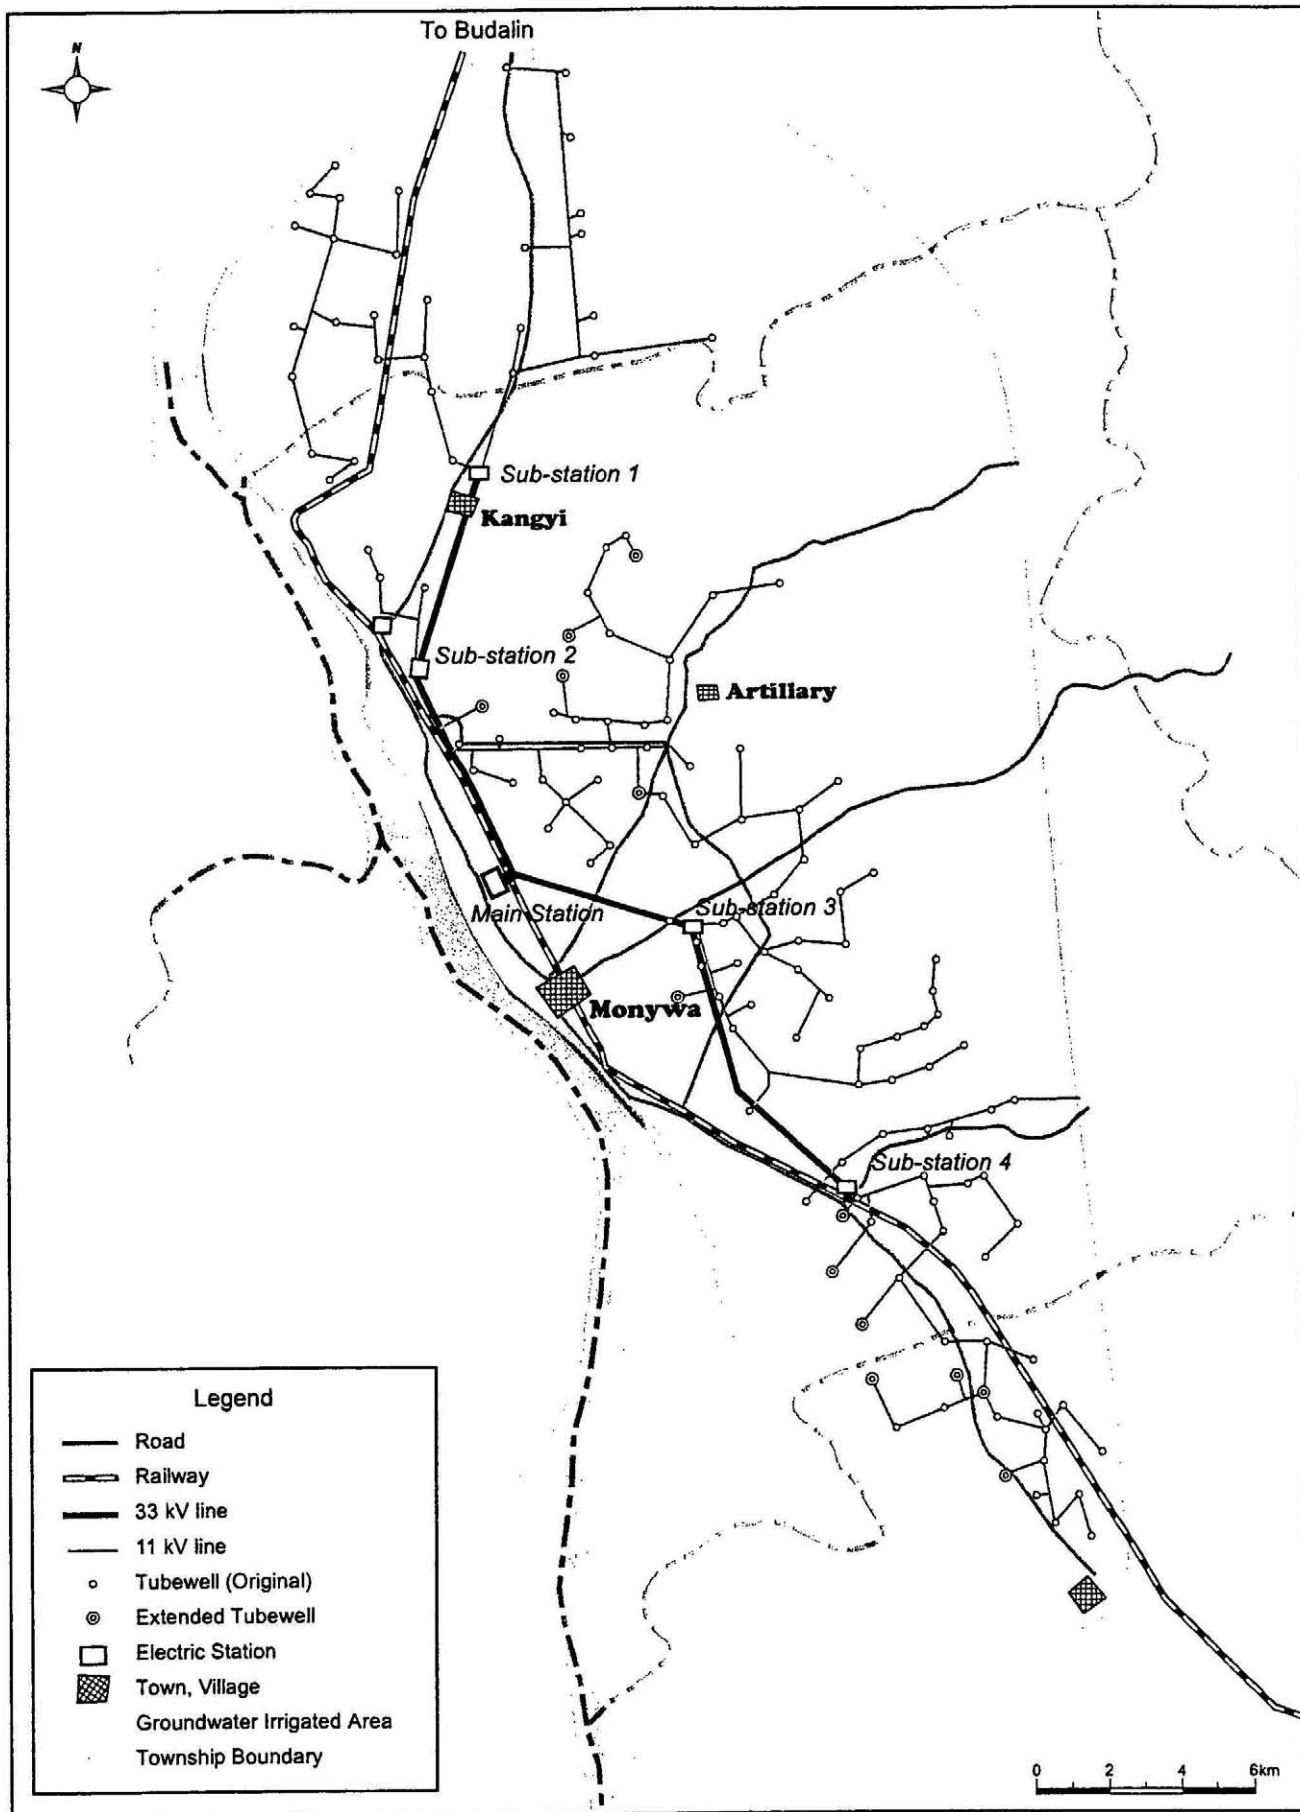 To Budalin
N
Sub-station 1
Kangyi
Sub-station 2
Artillary
Main Station
Sub-station 3
Monywa
Sub-station 4
Legend
Road
Railway
33 kV line
11 kV line
Tubewell (Original)
Extended Tubewell
Electric Station
Town, Village
Groundwater Irrigated Area
Township Boundary
0 2 4 6km